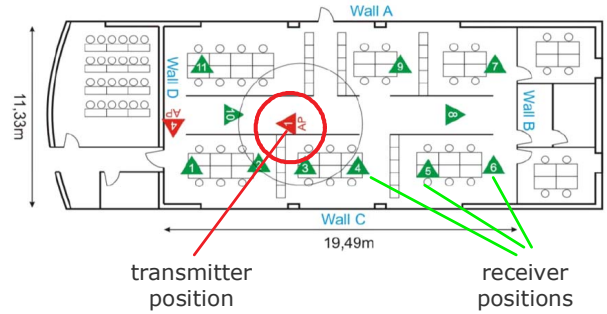 Wall A
11
9
7
11,33m
Wall D
4
AP
10
1
AP
8
Wall B
1
2
3
4
5
6
Wall C
19,49m
transmitter
position
receiver
positions